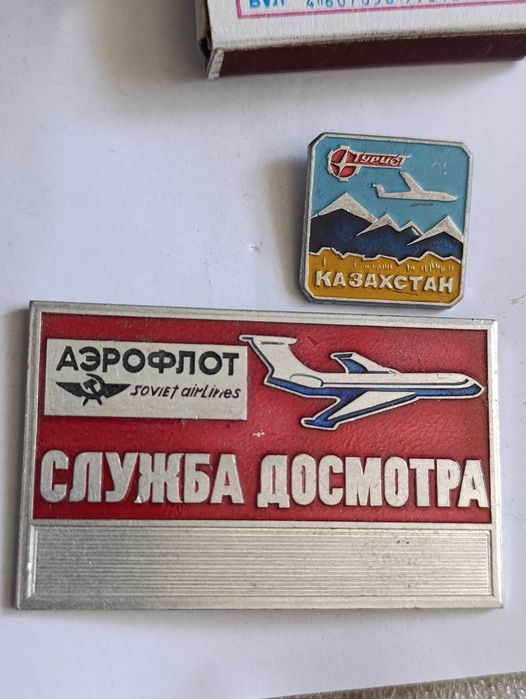 Турист
КАЗАХСТАН
АЭРОФЛОТ
soviet airlines
СЛУЖБА ДОСМОТРА